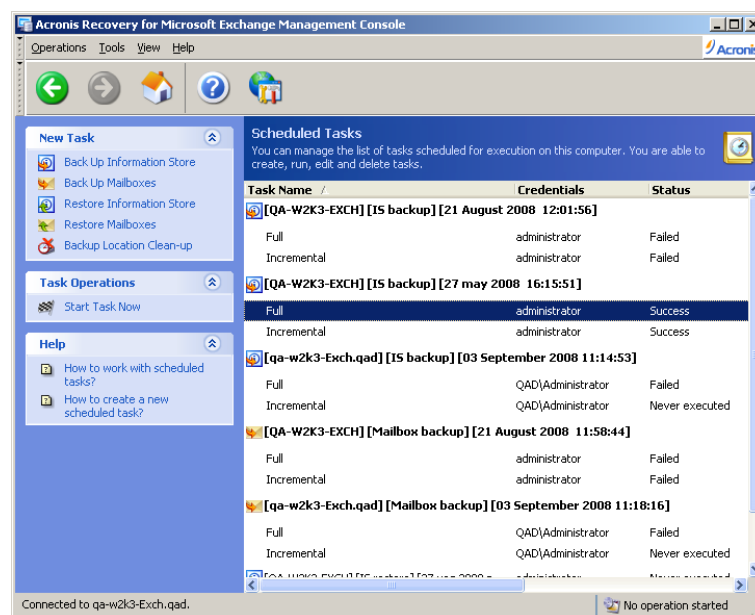 Acronis Recovery for Microsoft Exchange Management Console
Operations Tools View Help
Acronis
New Task
Back Up Information Store
Back Up Mailboxes
Restore Information Store
Restore Mailboxes
Backup Location Clean-up
Task Operations
Start Task Now
Help
How to work with scheduled
tasks?
How to create a new
scheduled task?
Scheduled Tasks
You can manage the list of tasks scheduled for execution on this computer. You are able to
create, run, edit and delete tasks.
Task Name / Credentials Status
[QA-W2K3-EXCH] [IS backup] [21 August 2008 12:01:56]
Full administrator Failed
Incremental administrator Failed
[QA-W2K3-EXCH] [IS backup] [27 may 2008 16:15:51]
Full administrator Success
Incremental administrator Success
[qa-w2k3-Exch.qad] [IS backup] [03 September 2008 11:14:53]
Full QAD\Administrator Failed
Incremental QAD\Administrator Never executed
[QA-W2K3-EXCH] [Mailbox backup] [21 August 2008 11:58:44]
Full administrator Failed
Incremental administrator Failed
[qa-w2k3-Exch.qad] [Mailbox backup] [03 September 2008 11:18:16]
Full QAD\Administrator Failed
Incremental QAD\Administrator Never executed
Connected to qa-w2k3-Exch.qad.
No operation started